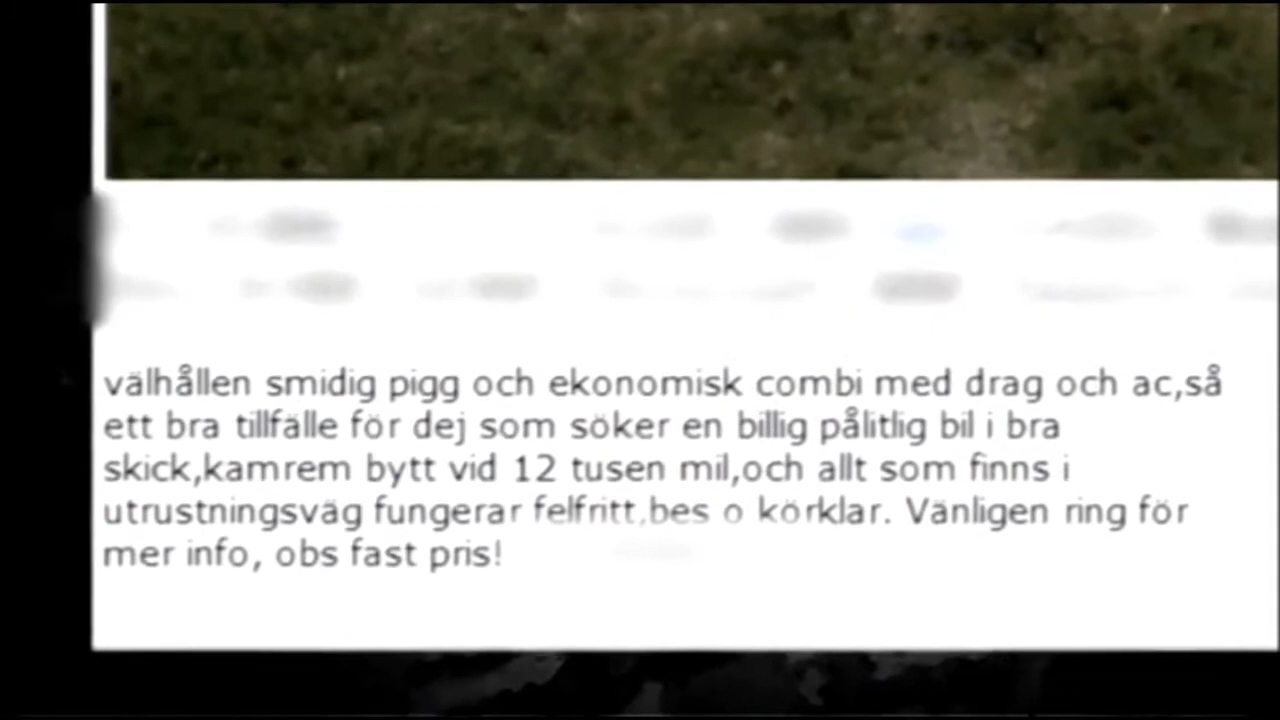 välhållen smidig pigg och ekonomisk combi med drag och ac,så
ett bra tillfälle för dej som söker en billig pålitlig bil i bra
skick,kamrem bytt vid 12 tusen mil,och allt som finns i
utrustningsväg fungerar felfritt,bes o körklar. Vänligen ring för
mer info, obs fast pris!